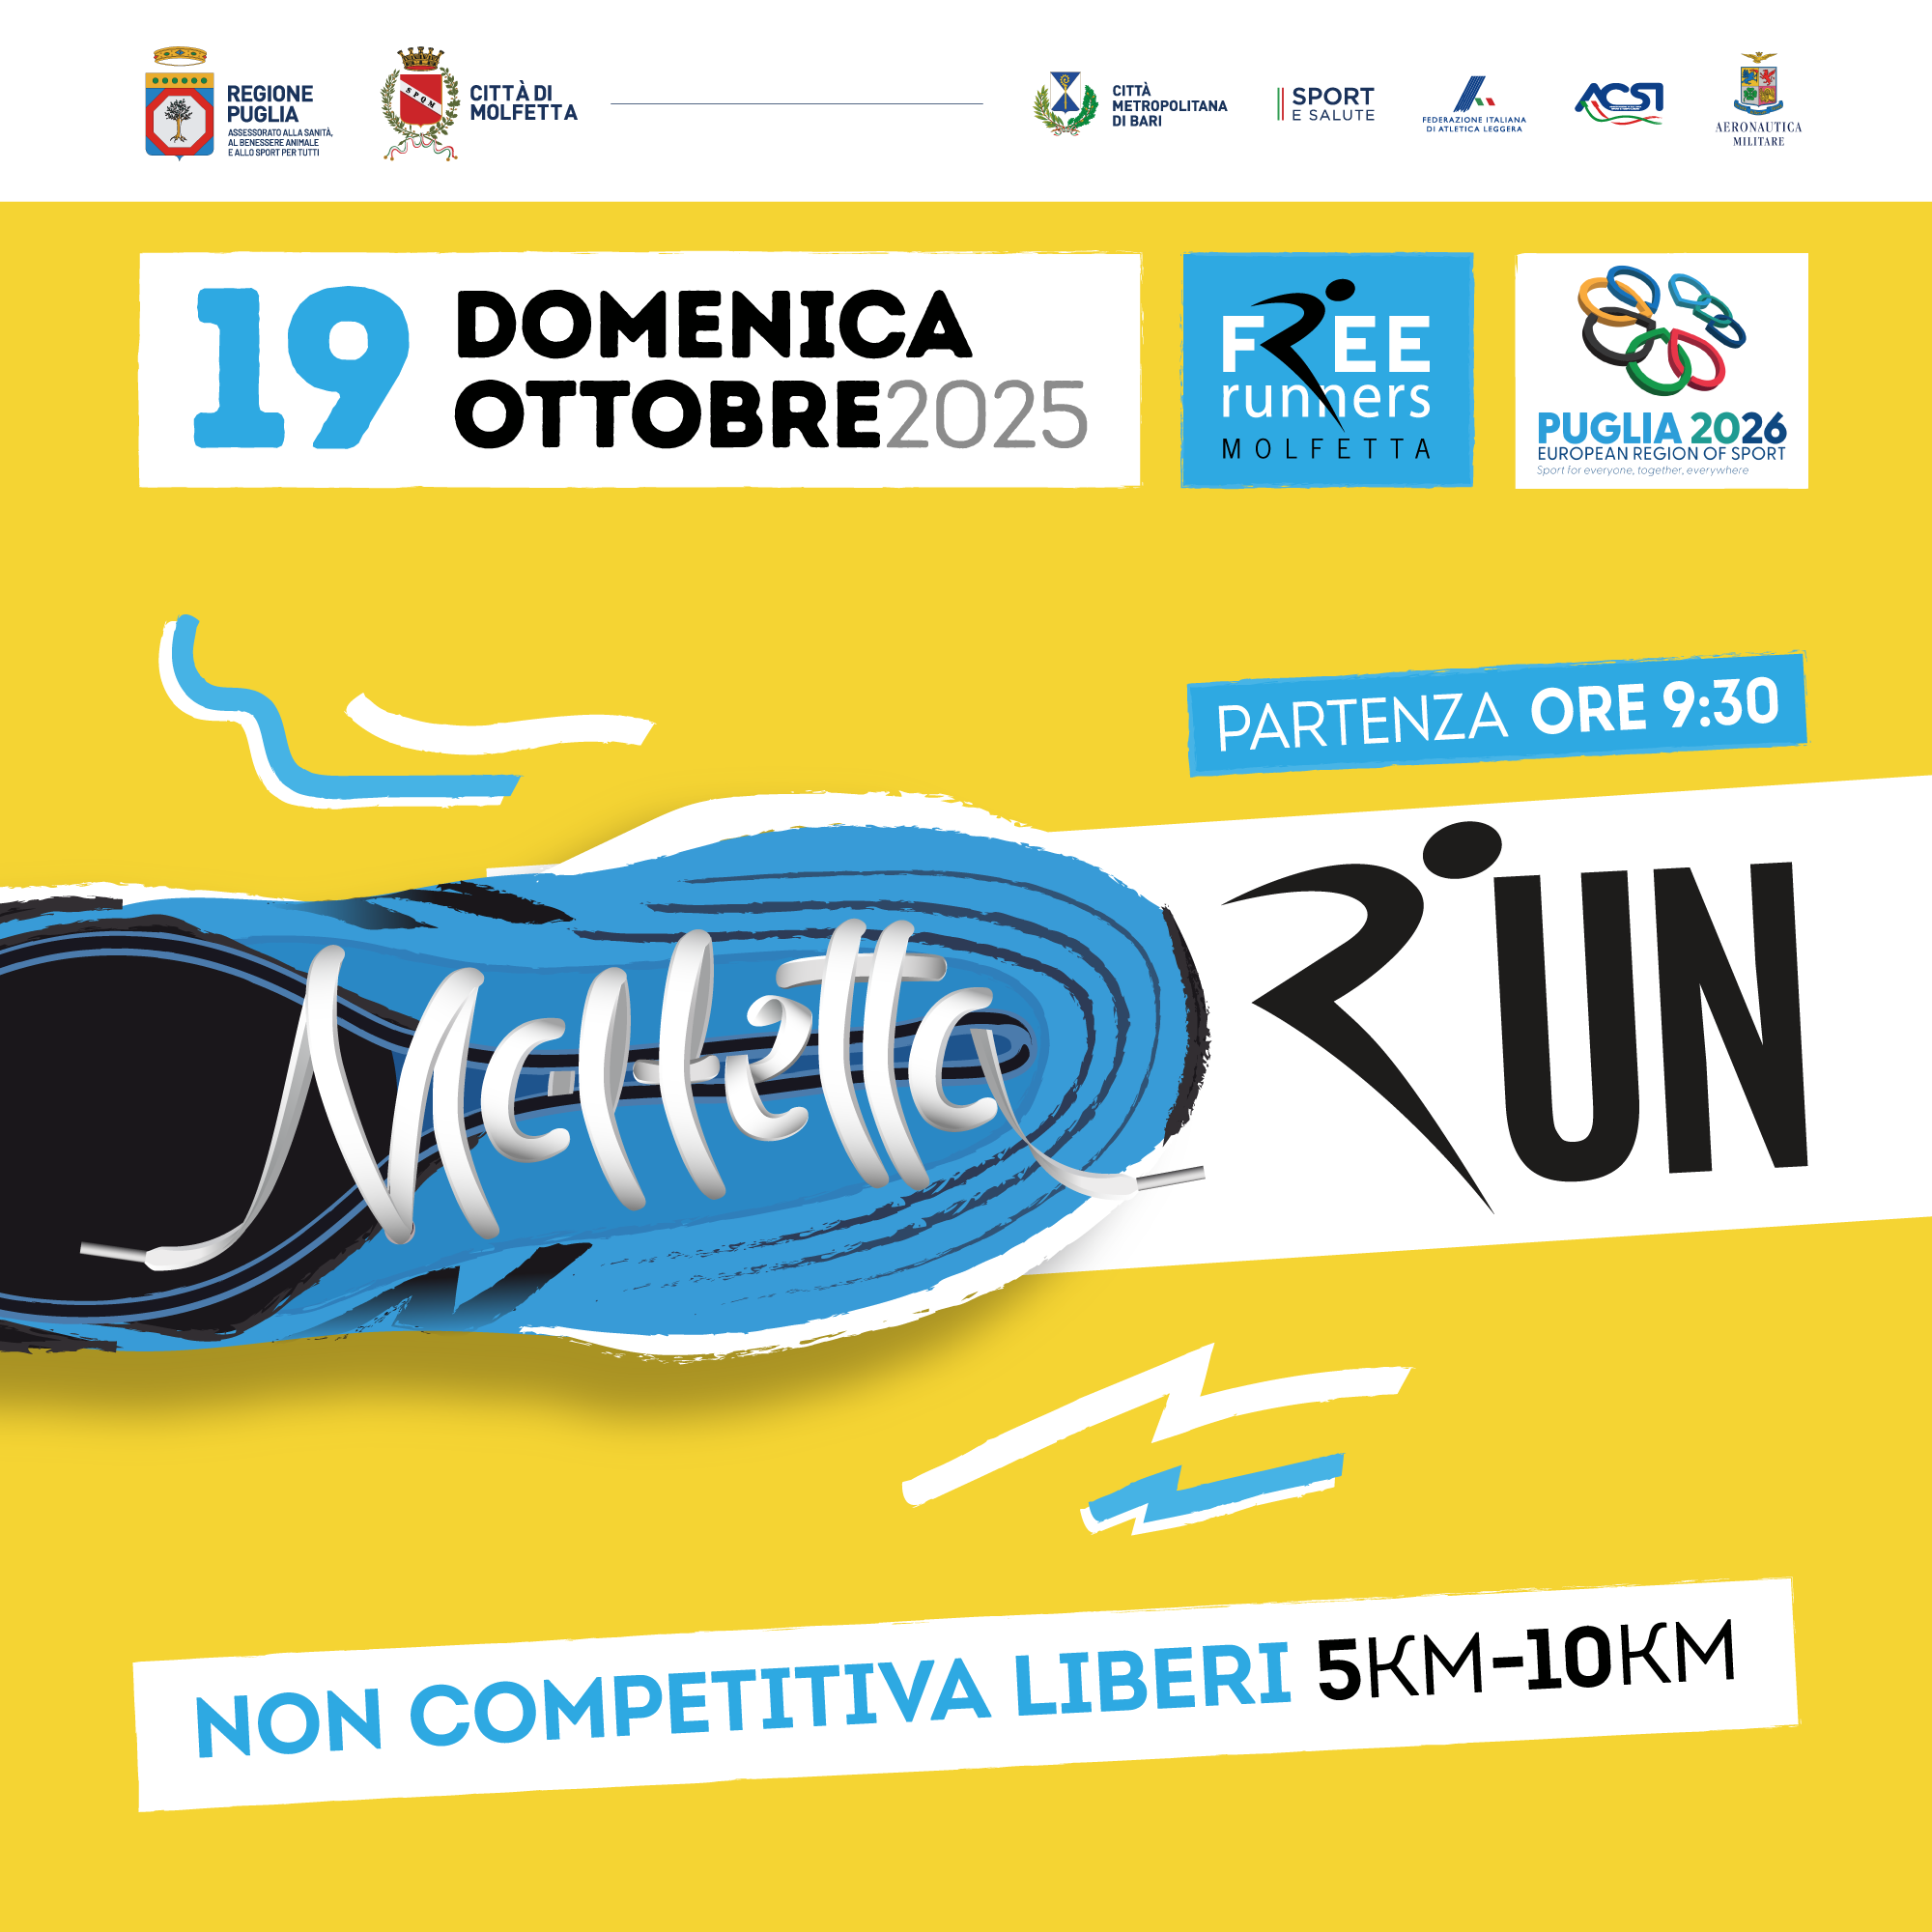 REGIONE
PUGLIA
ASSESSORATO ALLA SANITÀ,
AL BENESSERE ANIMALE
E ALLO SPORT PER TUTTI
SPQM
CITTÀ DI
MOLFETTA
CITTÀ
METROPOLITANA
DI BARI
SPORT
E SALUTE
FEDERAZIONE ITALIANA
DI ATLETICA LEGGERA
ACSI
AERONAUTICA
MILITARE
19 DOMENICA
OTTOBRE2025
FREE
runners
MOLFETTA
PUGLIA 2026
EUROPEAN REGION OF SPORT
Sport for everyone, together, everywhere
PARTENZA ORE 9:30
Molfetta RUN
NON COMPETITIVA LIBERI 5KM-10KM